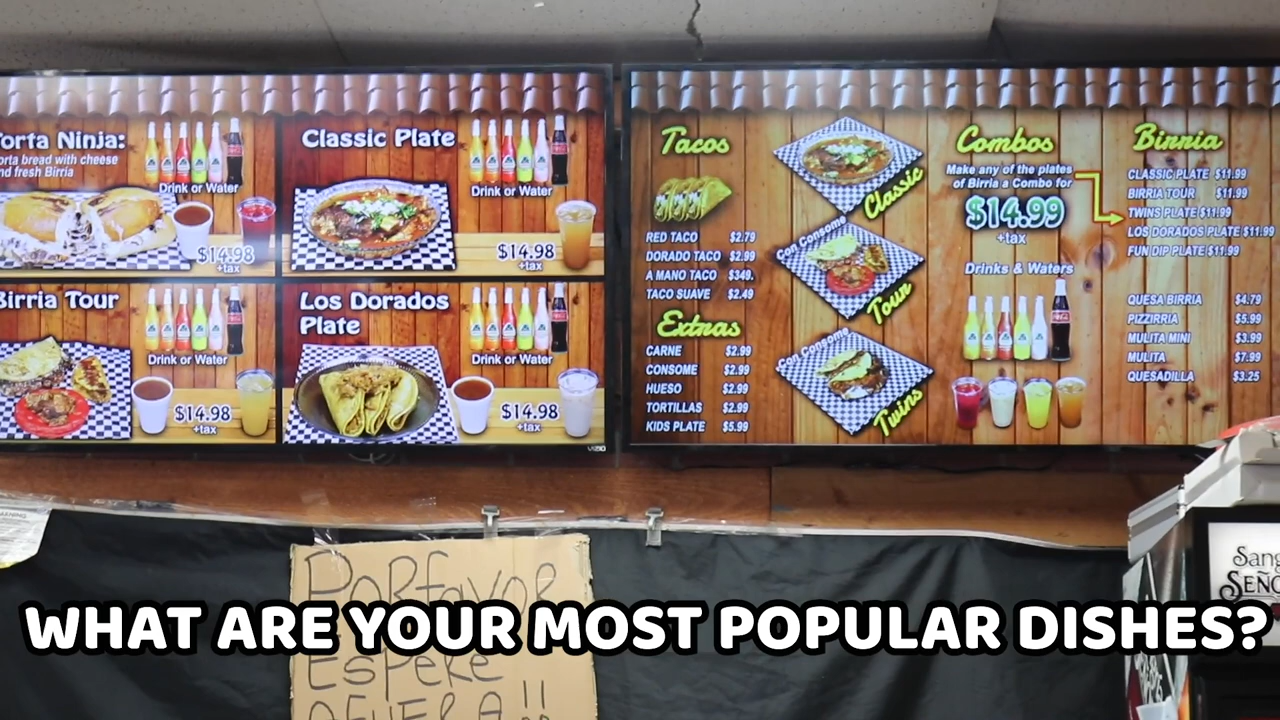 orta Ninja:
orta bread with cheese
nd fresh Birria
Drink or Water
$14.98
+tax
Classic Plate
Drink or Water
$14.98
+tax
Birria Tour
Drink or Water
$14.98
+tax
Los Dorados
Plate
Drink or Water
$14.98
+tax
VIZIO
Tacos
RED TACO $2.79
DORADO TACO $2.99
A MANO TACO $349.
TACO SUAVE $2.49
Extras
CARNE $2.99
CONSOME $2.99
HUESO $2.99
TORTILLAS $2.99
KIDS PLATE $5.99
Classic
Con Consome
Tour
Con Consome
Twins
Combos
Make any of the plates
of Birria a Combo for
$14.99
+tax
Drinks & Waters
Birria
CLASSIC PLATE $11.99
BIRRIA TOUR $11.99
TWINS PLATE $11.99
LOS DORADOS PLATE $11.99
FUN DIP PLATE $11.99
QUESA BIRRIA $4.79
PIZZIRRIA $5.99
MULITA MINI $3.99
MULITA $7.99
QUESADILLA $3.25
PORfavoR
ESPERE
AFUERA!!
Sang
SEÑO
WHAT ARE YOUR MOST POPULAR DISHES?